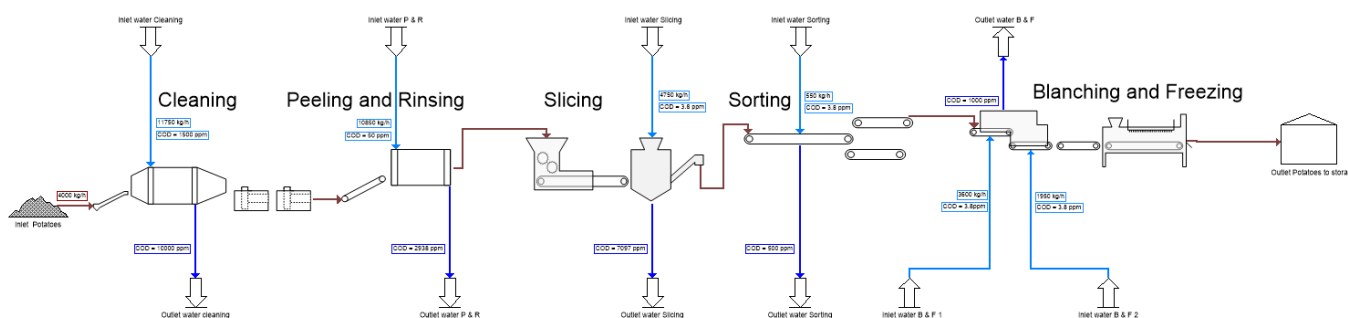 Inlet water Cleaning
Inlet water P & R
Inlet water Slicing
Inlet water Sorting
Outlet water B & F
Cleaning
Peeling and Rinsing
Slicing
Sorting
Blanching and Freezing
11750 kg/h
COD = 1500 ppm
10850 kg/h
COD = 50 ppm
4750 kg/h
COD = 3.8 ppm
550 kg/h
COD = 3.8 ppm
COD = 1000 ppm
4000 kg/h
Inlet Potatoes
Outlet Potatoes to stora
3600 kg/h
COD = 3.8ppm
1950 kg/h
COD = 3.8 ppm
COD = 10000 ppm
COD = 2938 ppm
COD = 7097 ppm
COD = 500 ppm
Outlet water cleaning
Outlet water P & R
Outlet water Slicing
Outlet water Sorting
Inlet water B & F 1
Inlet water B & F 2